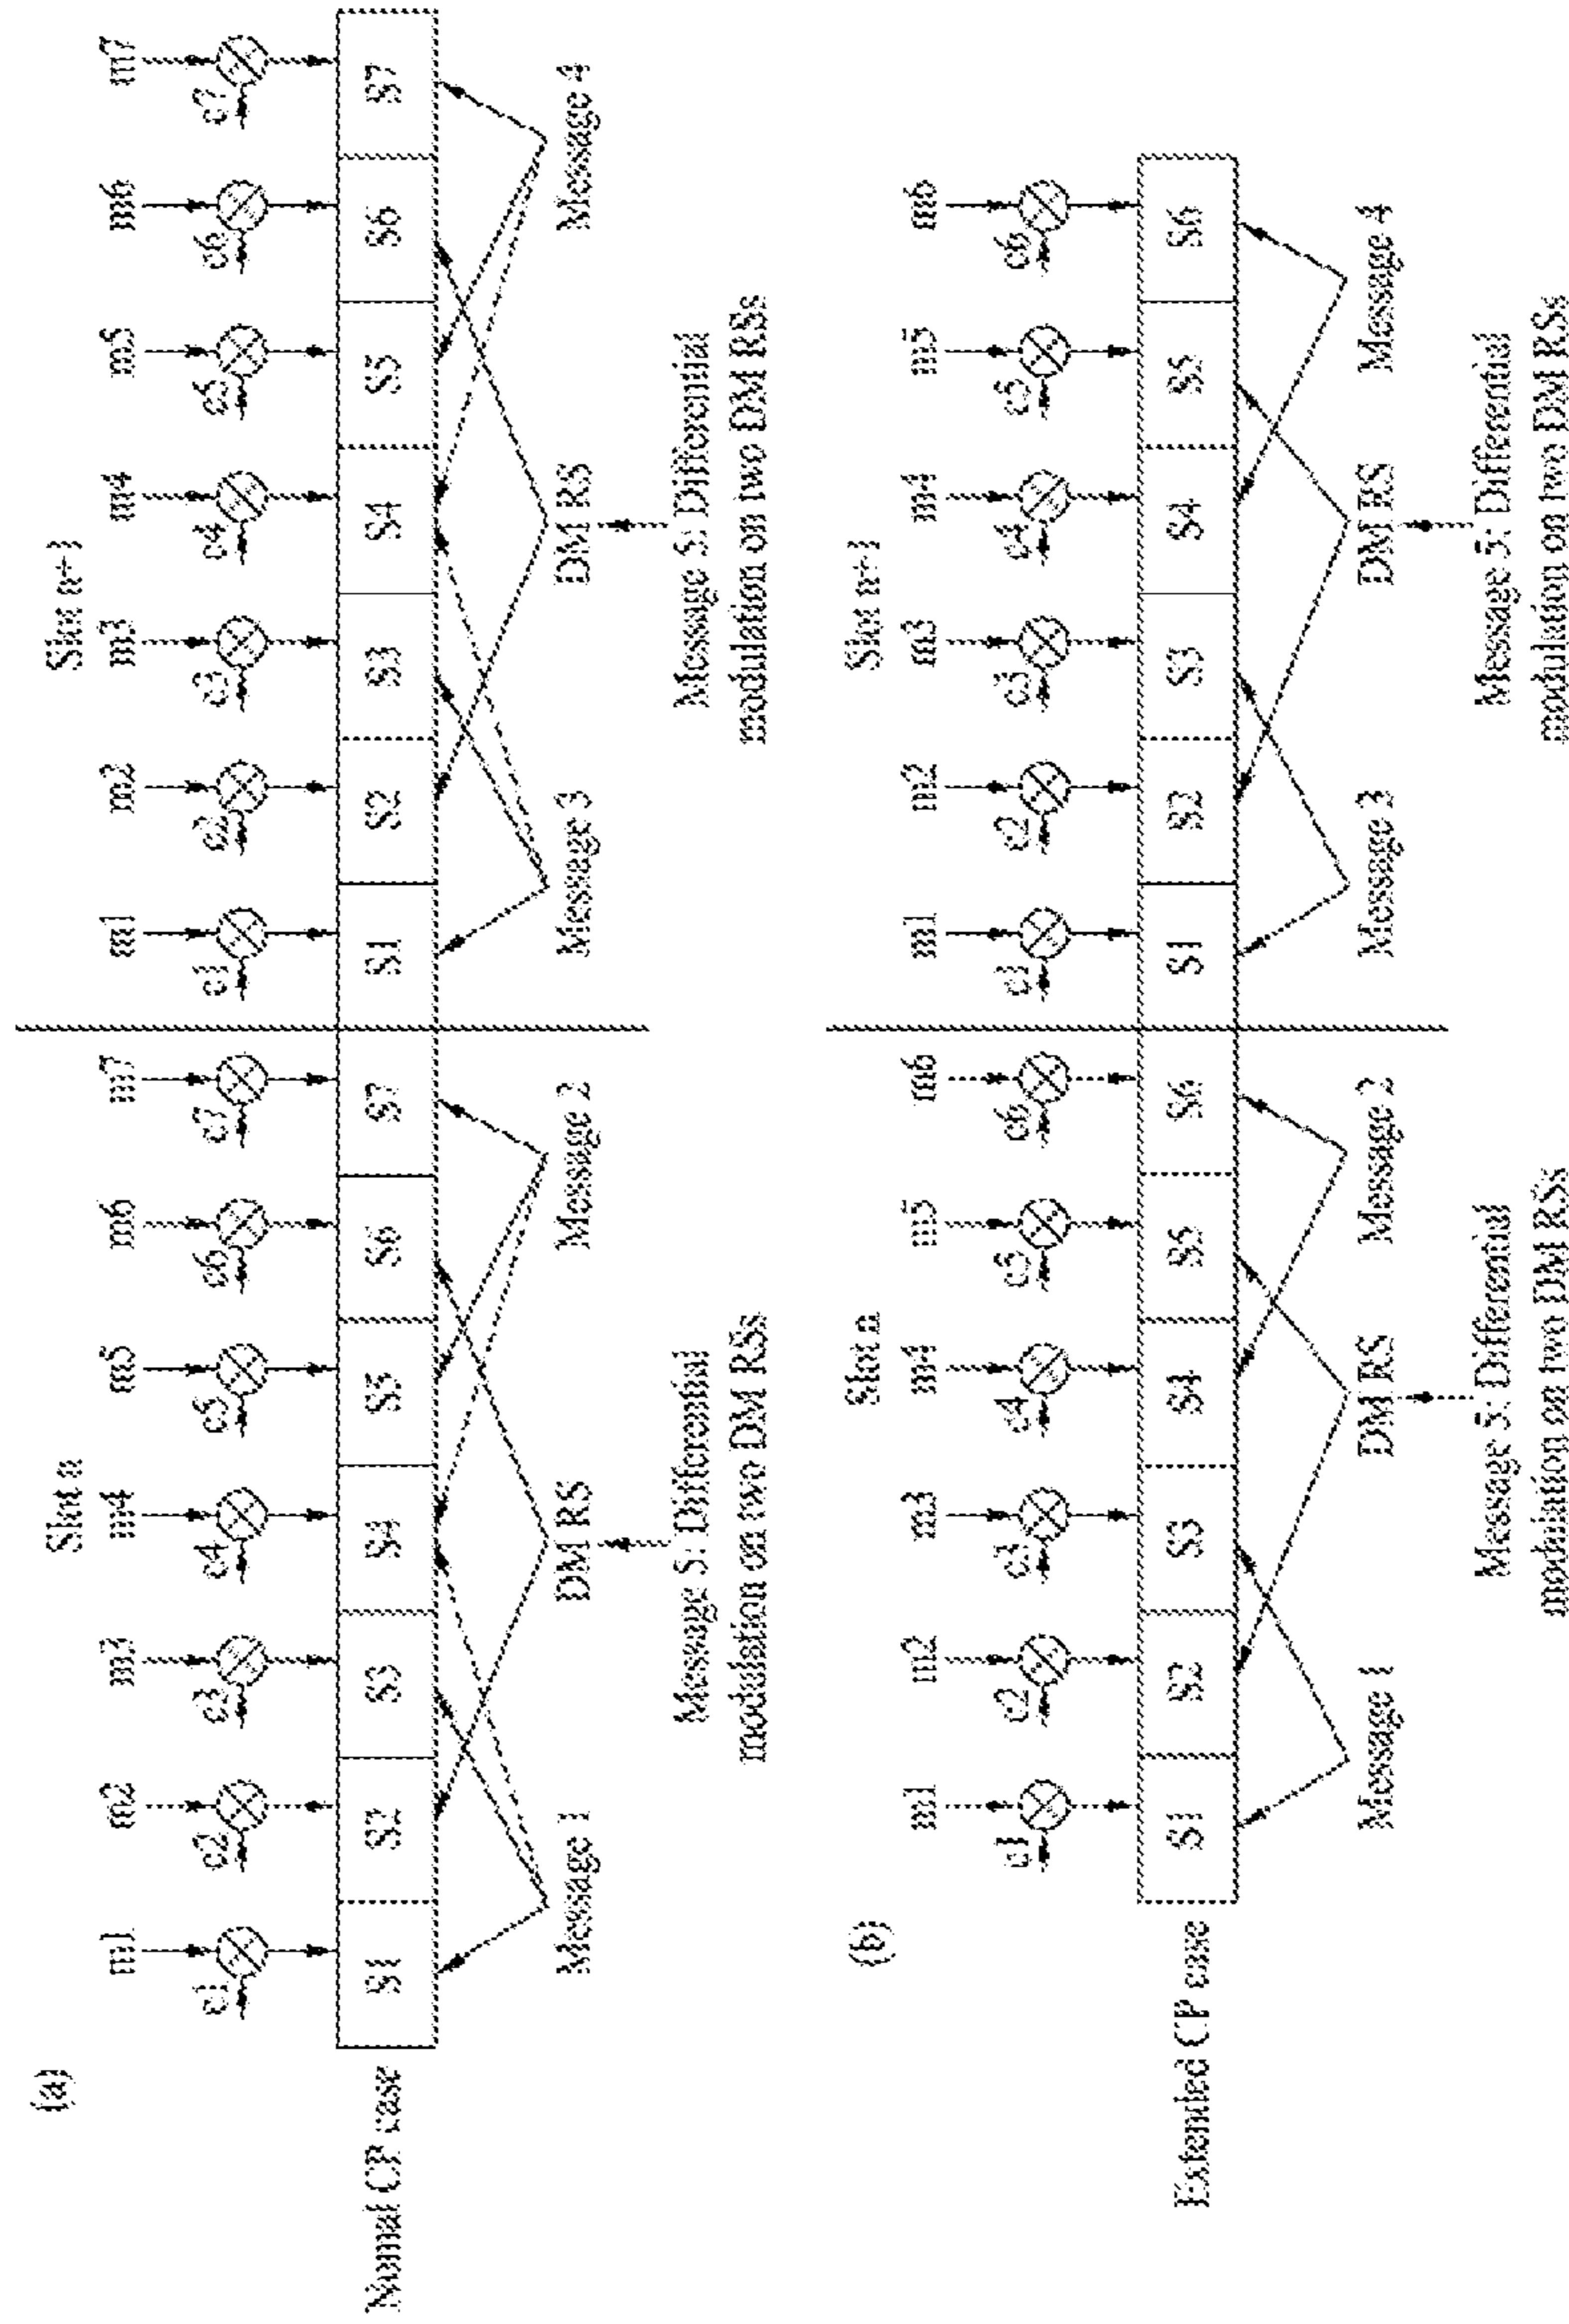 (a)
Slot n
Slot n+1
m1 m2 m3 m4 m5 m6 m7 m1 m2 m3 m4 m5 m6 m7
c1 c2 c3 c4 c5 c6 c7 c1 c2 c3 c4 c5 c6 c7
Normal CP case
S1 S2 S3 S4 S5 S6 S7 S1 S2 S3 S4 S5 S6 S7
Message 1 DM RS Message 2 Message 3 DM RS Message 4
Message 5: Differential
modulation on two DM RSs
Message 5: Differential
modulation on two DM RSs
(b)
Slot n
Slot n+1
m1 m2 m3 m4 m5 m6 m1 m2 m3 m4 m5 m6
c1 c2 c3 c4 c5 c6 c1 c2 c3 c4 c5 c6
Extended CP case
S1 S2 S3 S4 S5 S6 S1 S2 S3 S4 S5 S6
Message 1 DM RS Message 2 Message 3 DM RS Message 4
Message 5: Differential
modulation on two DM RSs
Message 5: Differential
modulation on two DM RSs